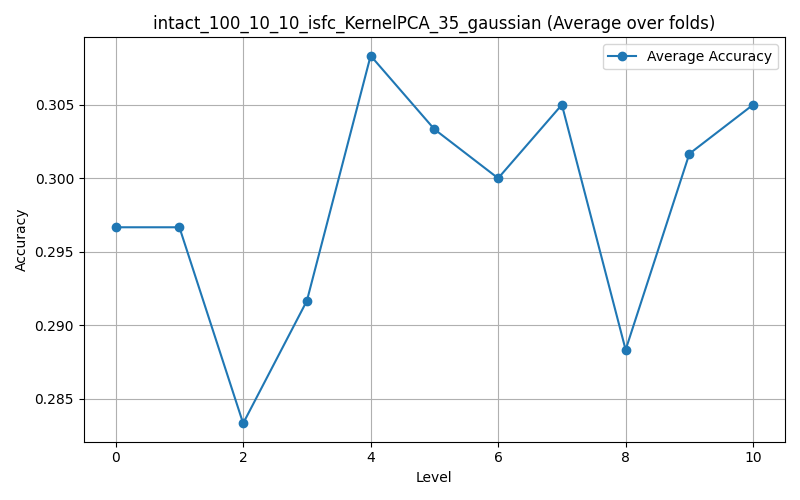 intact_100_10_10_isfc_KernelPCA_35_gaussian (Average over folds)
Average Accuracy
0.305
0.300
0.295
0.290
0.285
Accuracy
0 2 4 6 8 10
Level